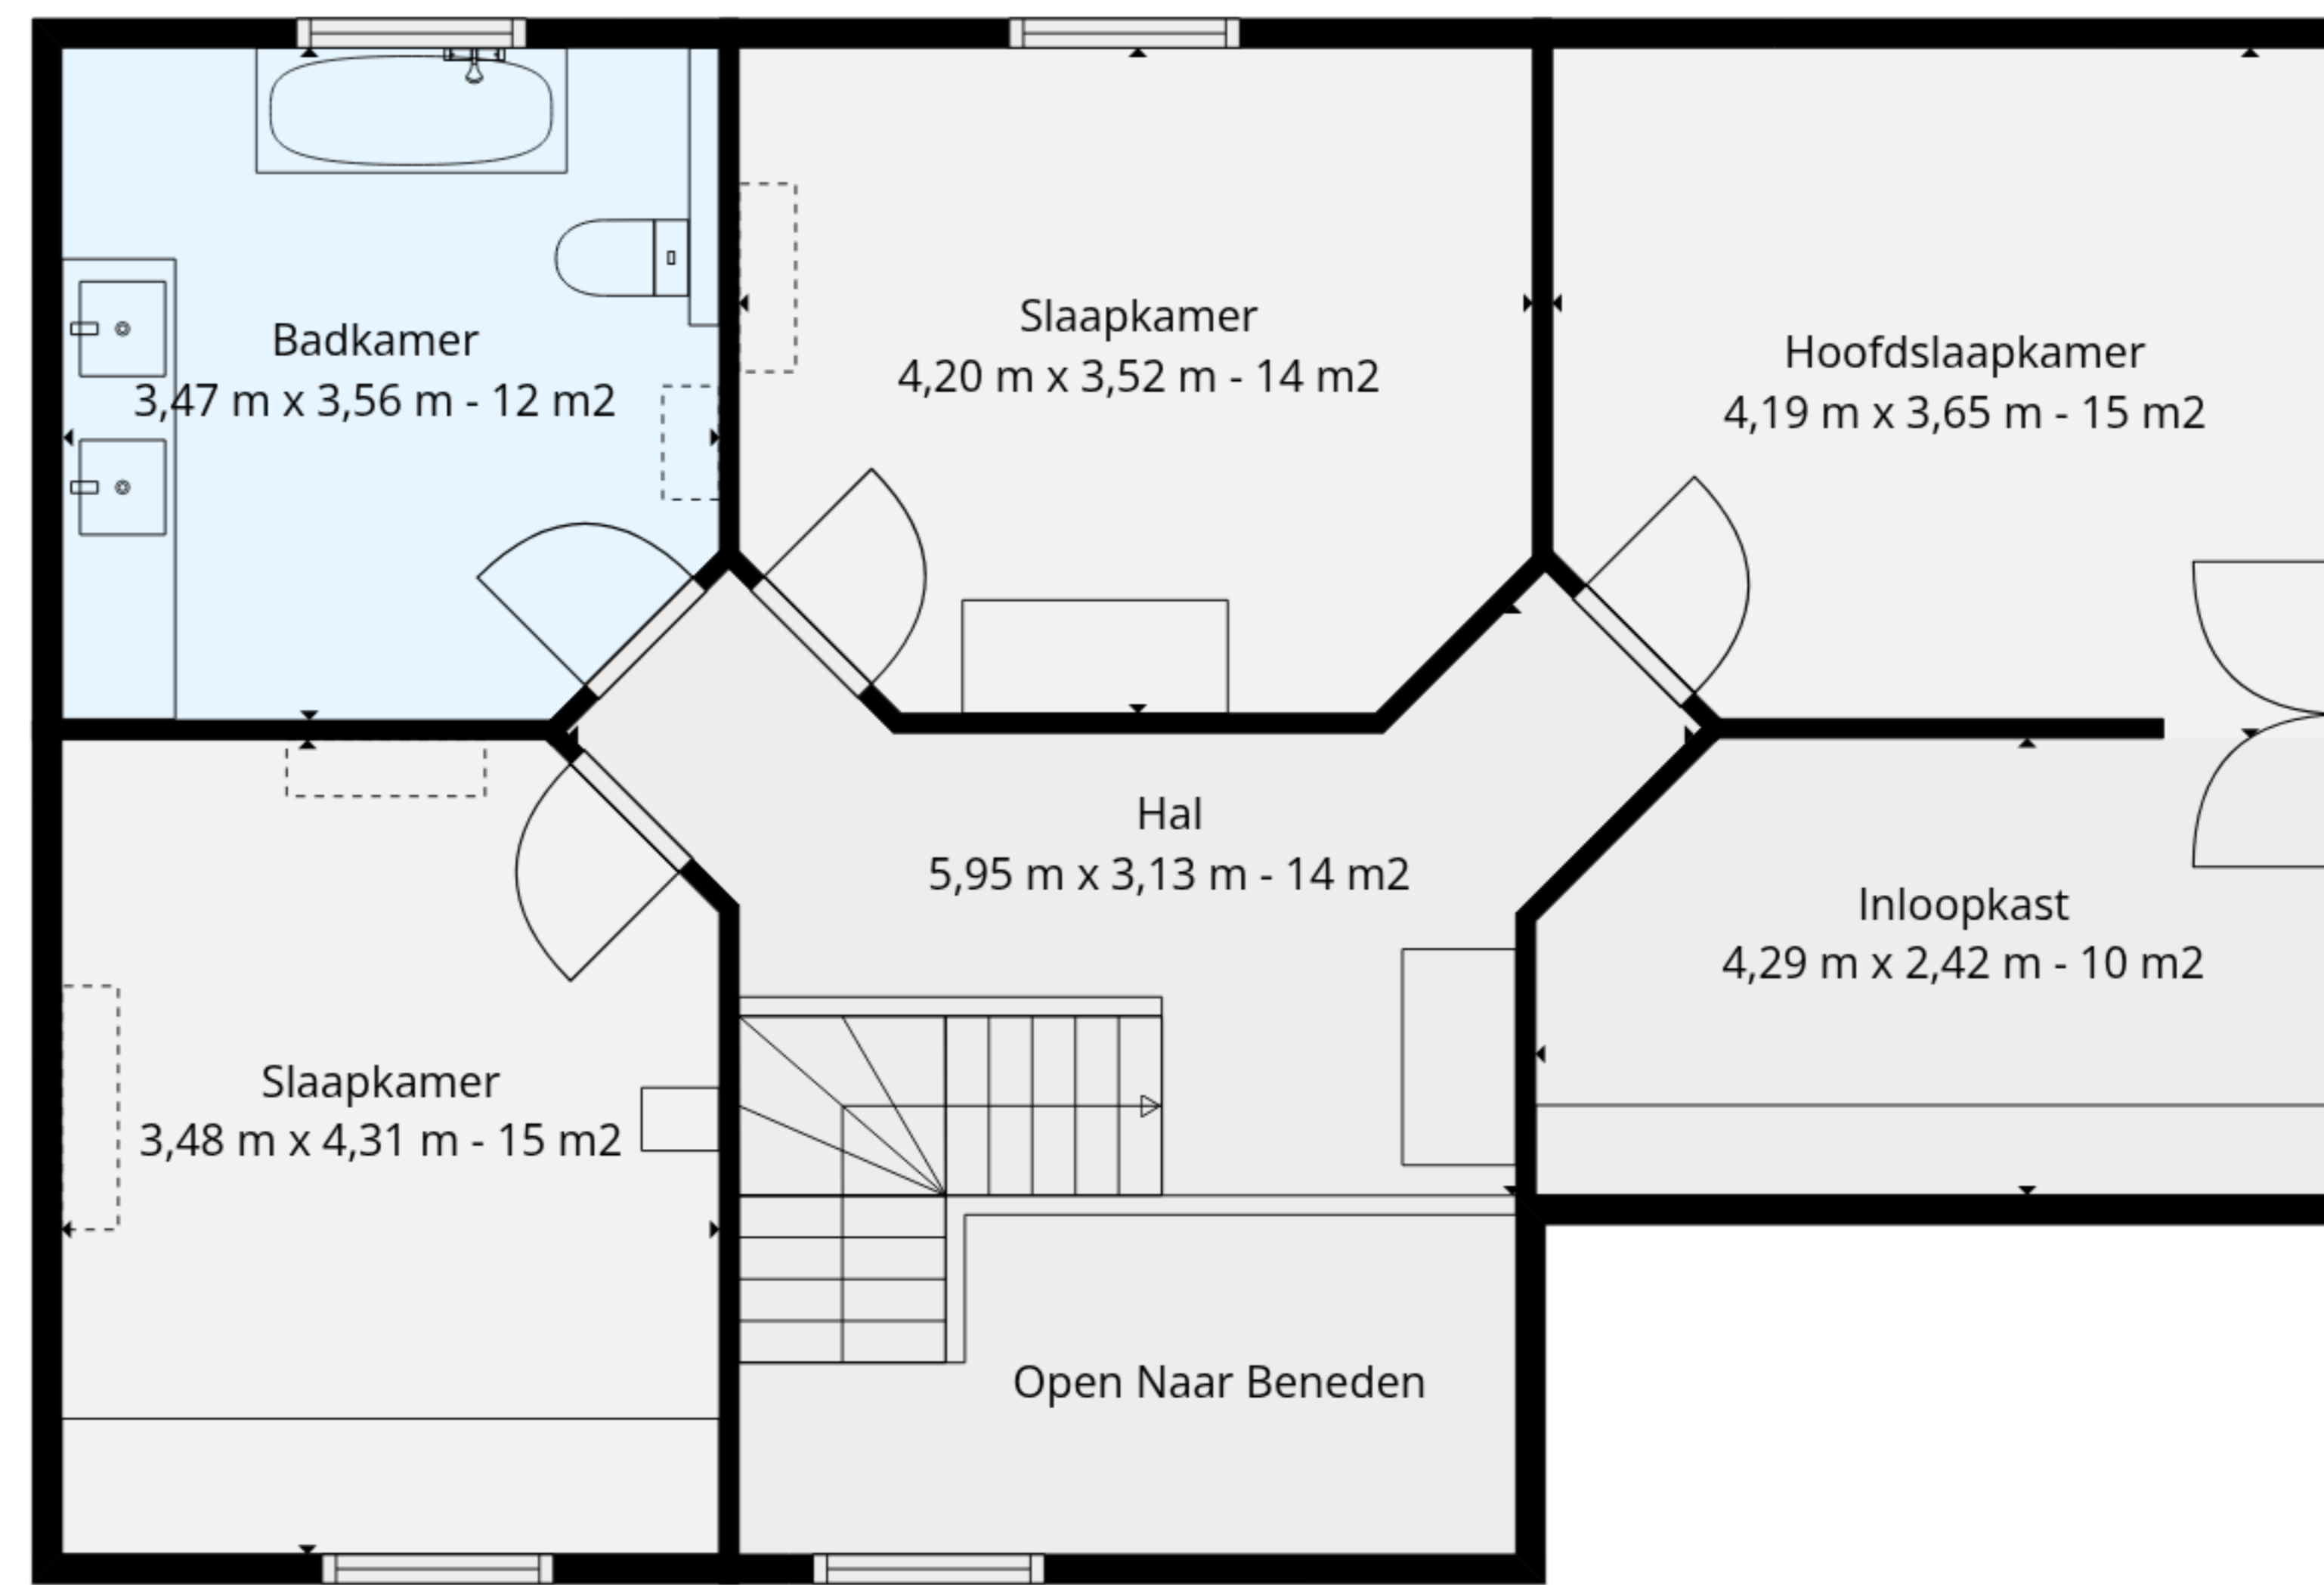 Badkamer
3,47 m x 3,56 m - 12 m2
Slaapkamer
4,20 m x 3,52 m - 14 m2
Hoofdslaapkamer
4,19 m x 3,65 m - 15 m2
Hal
5,95 m x 3,13 m - 14 m2
Inloopkast
4,29 m x 2,42 m - 10 m2
Slaapkamer
3,48 m x 4,31 m - 15 m2
Open Naar Beneden